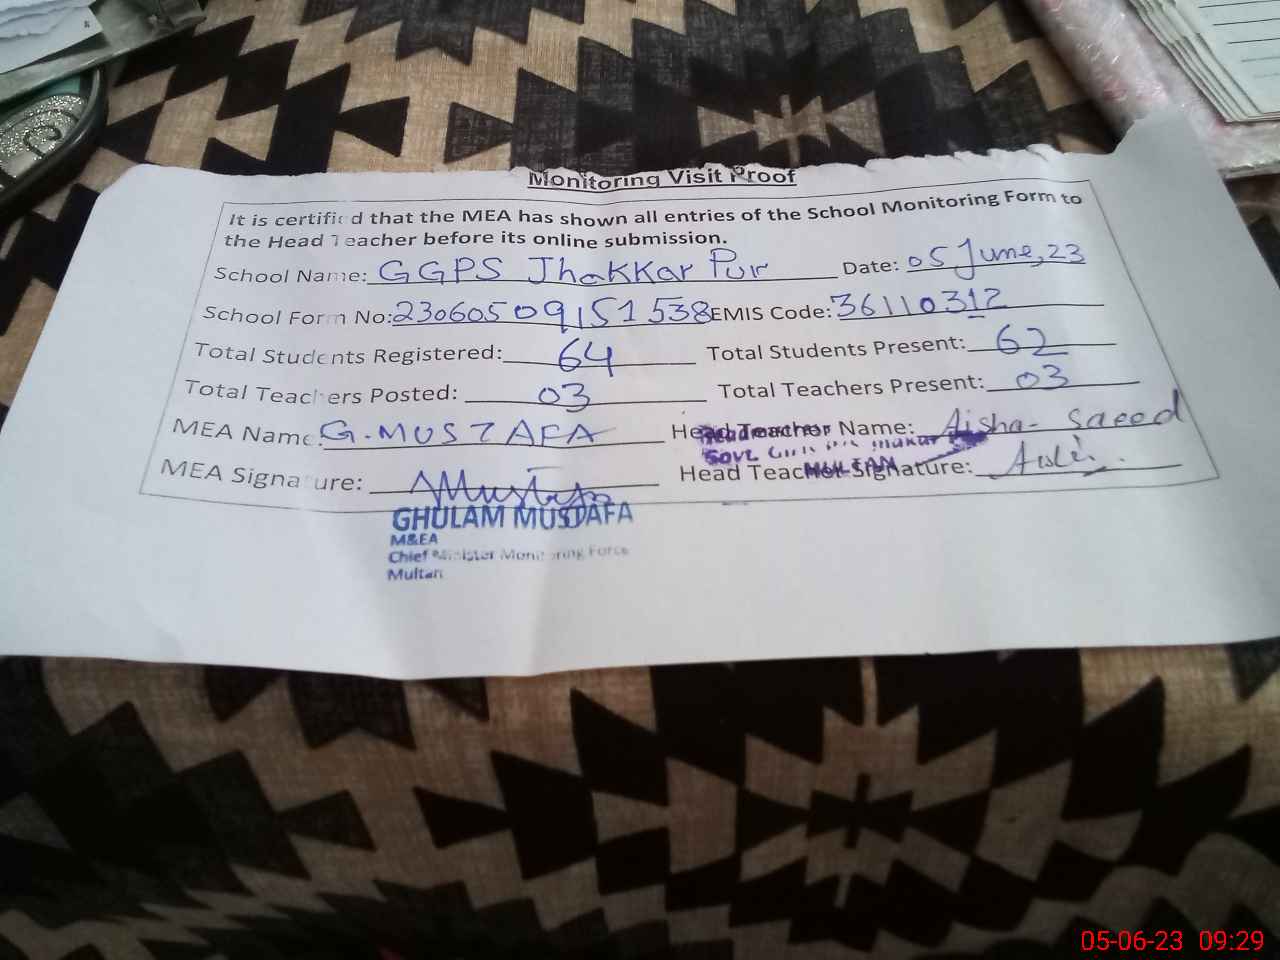 Monitoring Visit Proof
It is certified that the MEA has shown all entries of the School Monitoring Form to
the Head Teacher before its online submission.
School Name: GGPS Jhakkar Pur Date: 05 June, 23
School Form No: 23060509151538 EMIS Code: 36110312
Total Students Registered: 64 Total Students Present: 62
Total Teachers Posted: 03 Total Teachers Present: 03
MEA Name: G.MUSTAFA Head Teacher Name: Aisha Saeed
MEA Signature: Head Teacher Signature:
MULTAN
GHULAM MUSTAFA
M&EA
Chief Minister Monitoring Force
Multan
05-06-23 09:29